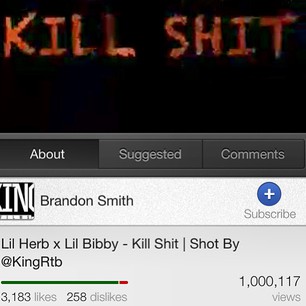 KILL SHIT
About Suggested Comments
KING
Brandon Smith
Subscribe
Lil Herb x Lil Bibby - Kill Shit | Shot By
@KingRtb
1,000,117
3,183 likes 258 dislikes views